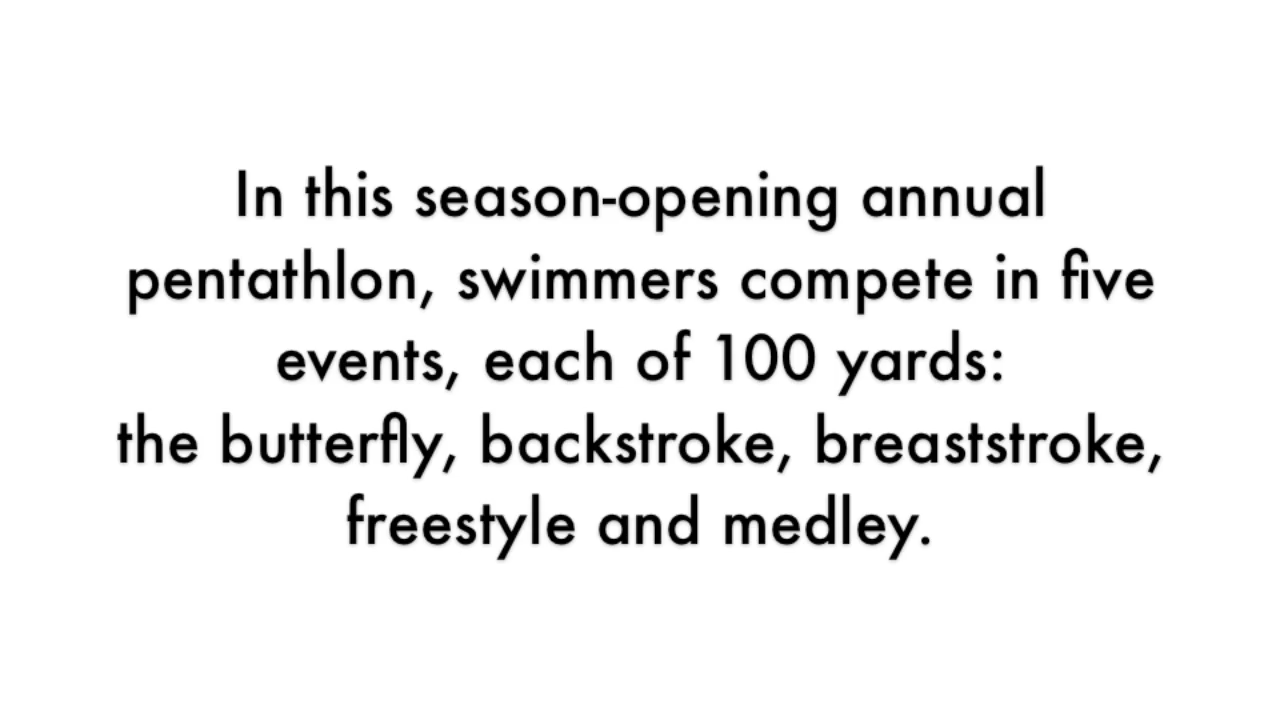 In this season-opening annual
pentathlon, swimmers compete in five
events, each of 100 yards:
the butterfly, backstroke, breaststroke,
freestyle and medley.